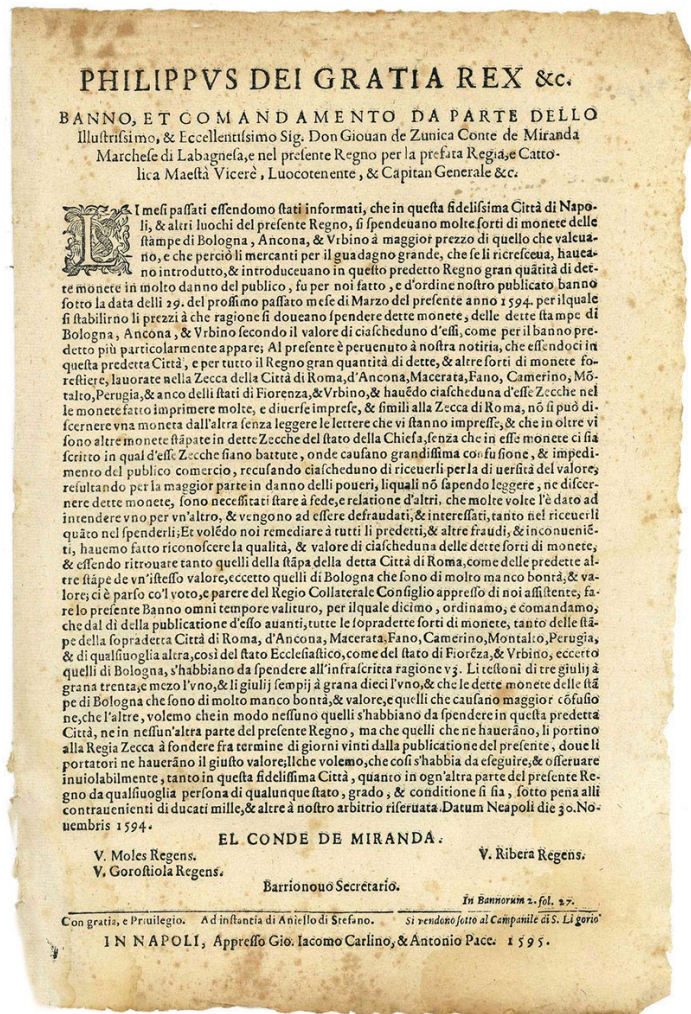 PHILIPPVS DEI GRATIA REX &c.
BANNO, ET COMANDAMENTO DA PARTE DELLO
Illustrissimo, & Eccellentissimo Sig. Don Giouan de Zunica Conte de Miranda
Marchese di Labagnesa, e nel presente Regno per la prefata Regia, e Catto-
lica Maestà Vicerè, Luocotenente, & Capitan Generale &c.
LI mesi passati essendomo stati informati, che in questa fidelissima Città di Napo-
li, & altri luochi del presente Regno, si spendeuano molte sorti di monete delle
stampe di Bologna, Ancona, & Vrbino à maggior prezzo di quello che valeua-
no, e che perciò li mercanti per il guadagno grande, che se li ricresceua, hauea-
no introdutto, & introduceuano in questo predetto Regno gran quãtità di det-
te monete in molto danno del publico, fu per noi fatto, e d'ordine nostro publicato banno
sotto la data delli 29. del prossimo passato mese di Marzo del presente anno 1594. per il quale
si stabilirno li prezzi à che ragione si doueano spendere dette monete, delle dette stampe di
Bologna, Ancona, & Vrbino secondo il valore di ciascheduno d'essi, come per il banno pre-
detto più particolarmente appare; Al presente è peruenuto à nostra notitia, che essendoci in
questa predetta Città, e per tutto il Regno gran quantità di dette, & altre sorti di monete fo-
restiere, lauorate nella Zecca della Città di Roma, d'Ancona, Macerata, Fano, Camerino, Mõ-
talto, Perugia, & anco delli stati di Fiorenza, & Vrbino, & hauẽdo ciascheduna d'esse Zecche nel
le monete fatto imprimere molte, e diuerse imprese, & simili alla Zecca di Roma, nõ si può di-
scernere vna moneta dall'altra senza leggere le lettere che vi stanno impresse, & che in oltre vi
sono altre monete stãpate in dette Zecche del stato della Chiesa, senza che in esse monete ci sia
scritto in qual d'esse Zecche siano battute, onde causano grandissima confusione, & impedi-
mento del publico comercio, recusando ciascheduno di riceuerli per la di uersità del valore,
resultando per la maggior parte in danno delli poueri, li quali nõ sapendo leggere, ne discer-
nere dette monete, sono necessitati stare à fede, e relatione d'altri, che molte volte l'è dato ad
intendere vno per vn'altro, & vengono ad essere defraudati, & interessati, tanto nel riceuerli
quãto nel spenderli; Et volẽdo noi remediare à tutti li predetti, & altre fraudi, & inconueniẽ-
ti, hauemo fatto riconoscere la qualità, & valore di ciascheduna delle dette sorti di monete,
& essendo ritrouate tanto quelli della stãpa della detta Città di Roma, come delle predette al-
tre stãpe de vn'istesso valore, eccetto quelli di Bologna che sono di molto manco bontà, & va-
lore; ci è parso co'l voto, e parere del Regio Collaterale Consiglio appresso di noi assistente, fa-
re lo presente Banno omni tempore valituro, per il quale dicimo, ordinamo, e comandamo,
che dal dì della publicatione d'esso auanti, tutte le sopradette sorti di monete, tanto delle stã-
pe della sopradetta Città di Roma, d'Ancona, Macerata, Fano, Camerino, Montalto, Perugia,
& di qualsiuoglia altra, così del stato Ecclesiastico, come del stato di Fiorẽza, & Vrbino, eccetto
quelli di Bologna, s'habbiano da spendere all'infrascritta ragione vz. Li testoni di tre giulij à
grana trenta, e mezo l'vno, & li giulij sempij à grana dieci l'vno, & che le dette monete delle stã
pe di Bologna che sono di molto manco bontà, & valore, e quelli che causano maggior cõfusio
ne, che l'altre, volemo che in modo nessuno quelli s'habbiano da spendere in questa predetta
Città, ne in nessun'altra parte del presente Regno, ma che quelli che ne hauerãno, li portino
alla Regia Zecca à fondere fra termine di giorni vinti dalla publicatione del presente, doue li
portatori ne hauerãno il giusto valore; Ilche volemo, che così s'habbia da eseguire, & osseruare
inuiolabilmente, tanto in questa fidelissima Città, quanto in ogn'altra parte del presente Re-
gno da qualsiuoglia persona di qualunque stato, grado, & conditione si sia, sotto pena alli
contrauenienti di ducati mille, & altre à nostro arbitrio riseruata. Datum Neapoli die 30. No-
uembris 1594.
EL CONDE DE MIRANDA.
V. Moles Regens. V. Ribera Regens.
V. Gorostiola Regens.
Barrionouo Secretario.
In Bannorum 2. fol. 27.
Con gratia, e Priuilegio. Ad instancia di Aniello di Stefano. Si vendono sotto al Campanile di S. Ligorio
IN NAPOLI, Appresso Gio. Iacomo Carlino, & Antonio Pace. 1595.